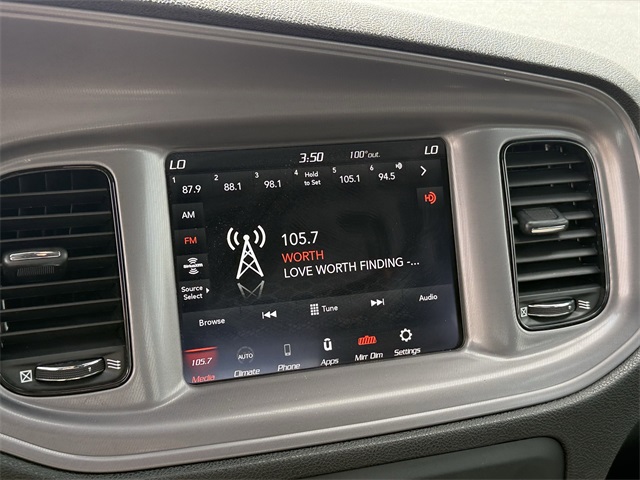 LO 3:50 100°out. LO
1 2 3 4 5 6
87.9 88.1 98.1 Hold to Set 105.1 94.5
AM
HD
FM
105.7
WORTH
LOVE WORTH FINDING -...
Source Select
Browse Tune Audio
105.7 AUTO
Media Climate Phone Apps Mirr Dim Settings